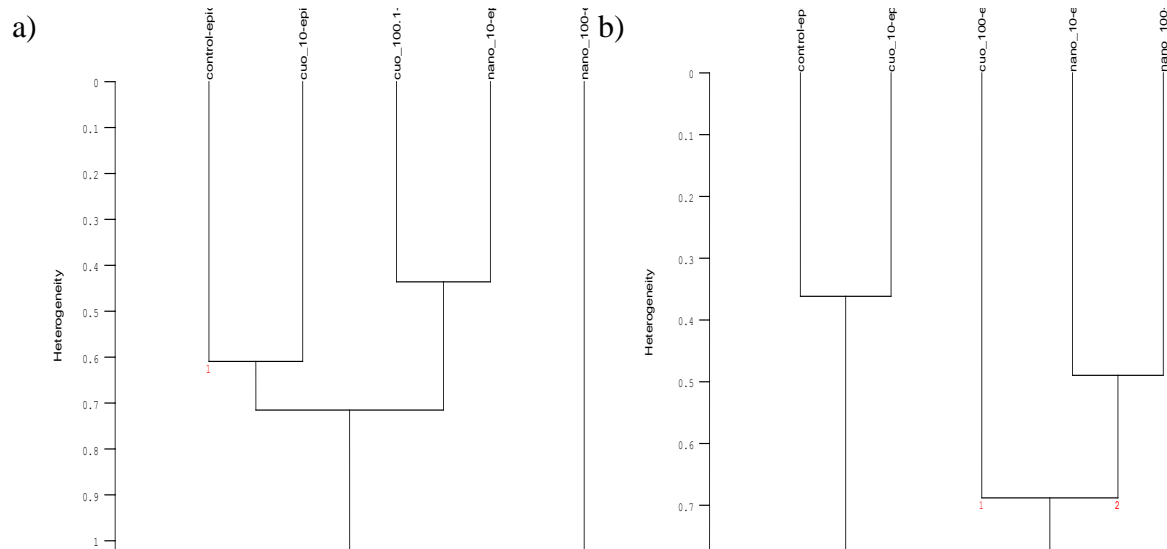 a)
control-epi
cuo_10-epi
cuo_100.1-
nano_10-ep
nano_100-
Heterogeneity
0
0.1
0.2
0.3
0.4
0.5
0.6
0.7
0.8
0.9
1
1
b)
control-ep
cuo_10-ep
cuo_100-e
nano_10-e
nano_100-
Heterogeneity
0
0.1
0.2
0.3
0.4
0.5
0.6
0.7
1
2